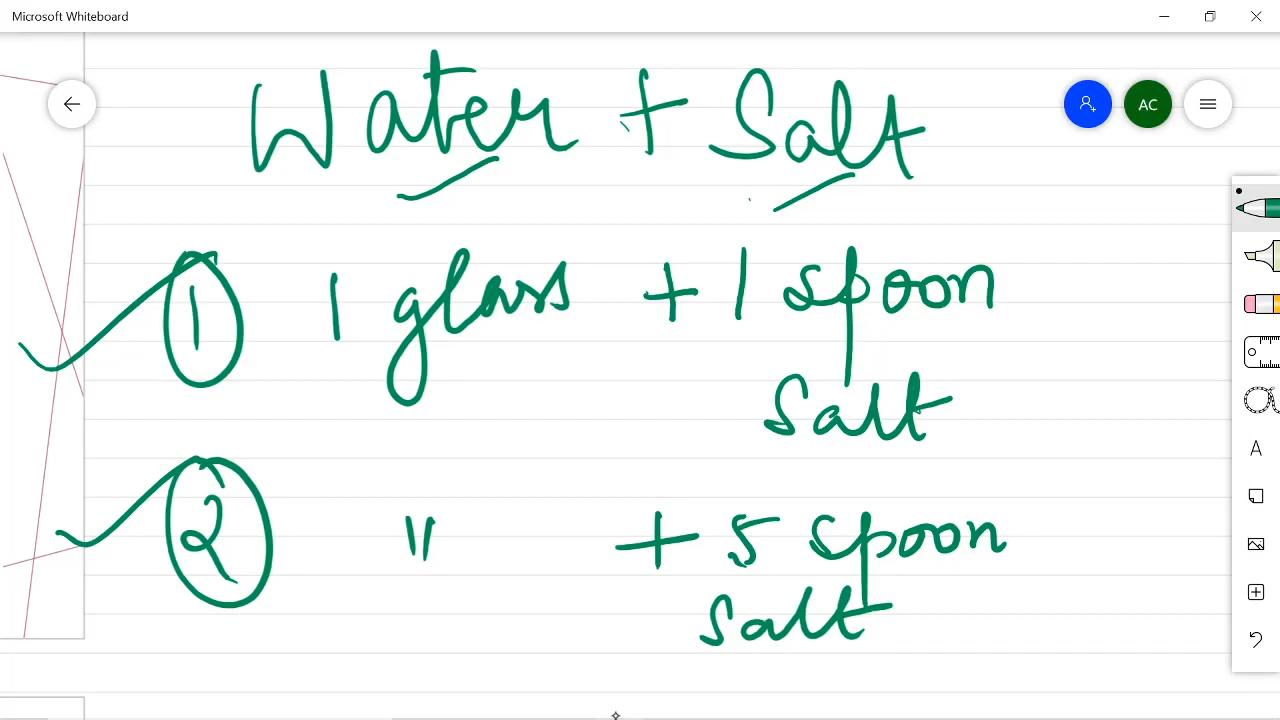 Microsoft Whiteboard
AC
Water + Salt
1 1 glass + 1 spoon
salt
2 " + 5 spoon
salt
A